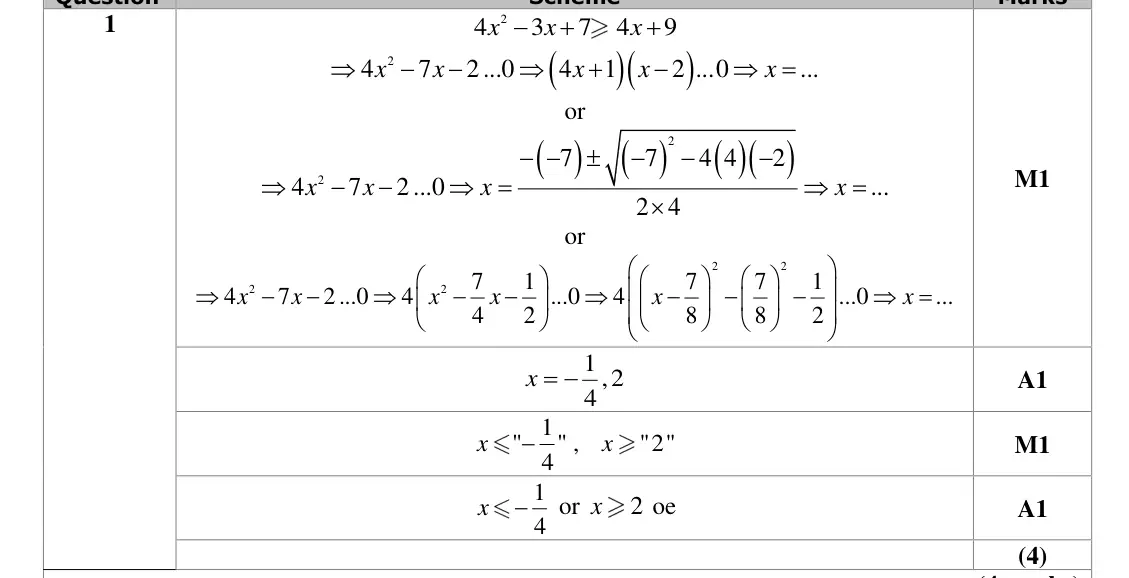 Question Scheme Marks
1
4x² − 3x + 7 ⩾ 4x + 9
⇒ 4x² − 7x − 2 ...0 ⇒ (4x + 1)(x − 2) ...0 ⇒ x = ...
or
⇒ 4x² − 7x − 2 ...0 ⇒ x = (−(−7) ± √((−7)² − 4(4)(−2))) / (2 × 4) ⇒ x = ...
M1
or
⇒ 4x² − 7x − 2 ...0 ⇒ 4(x² − 7/4 x − 1/2) ...0 ⇒ 4((x − 7/8)² − (7/8)² − 1/2) ...0 ⇒ x = ...
x = −1/4, 2 A1
x ⩽ "−1/4", x ⩾ "2" M1
x ⩽ −1/4 or x ⩾ 2 oe A1
(4)